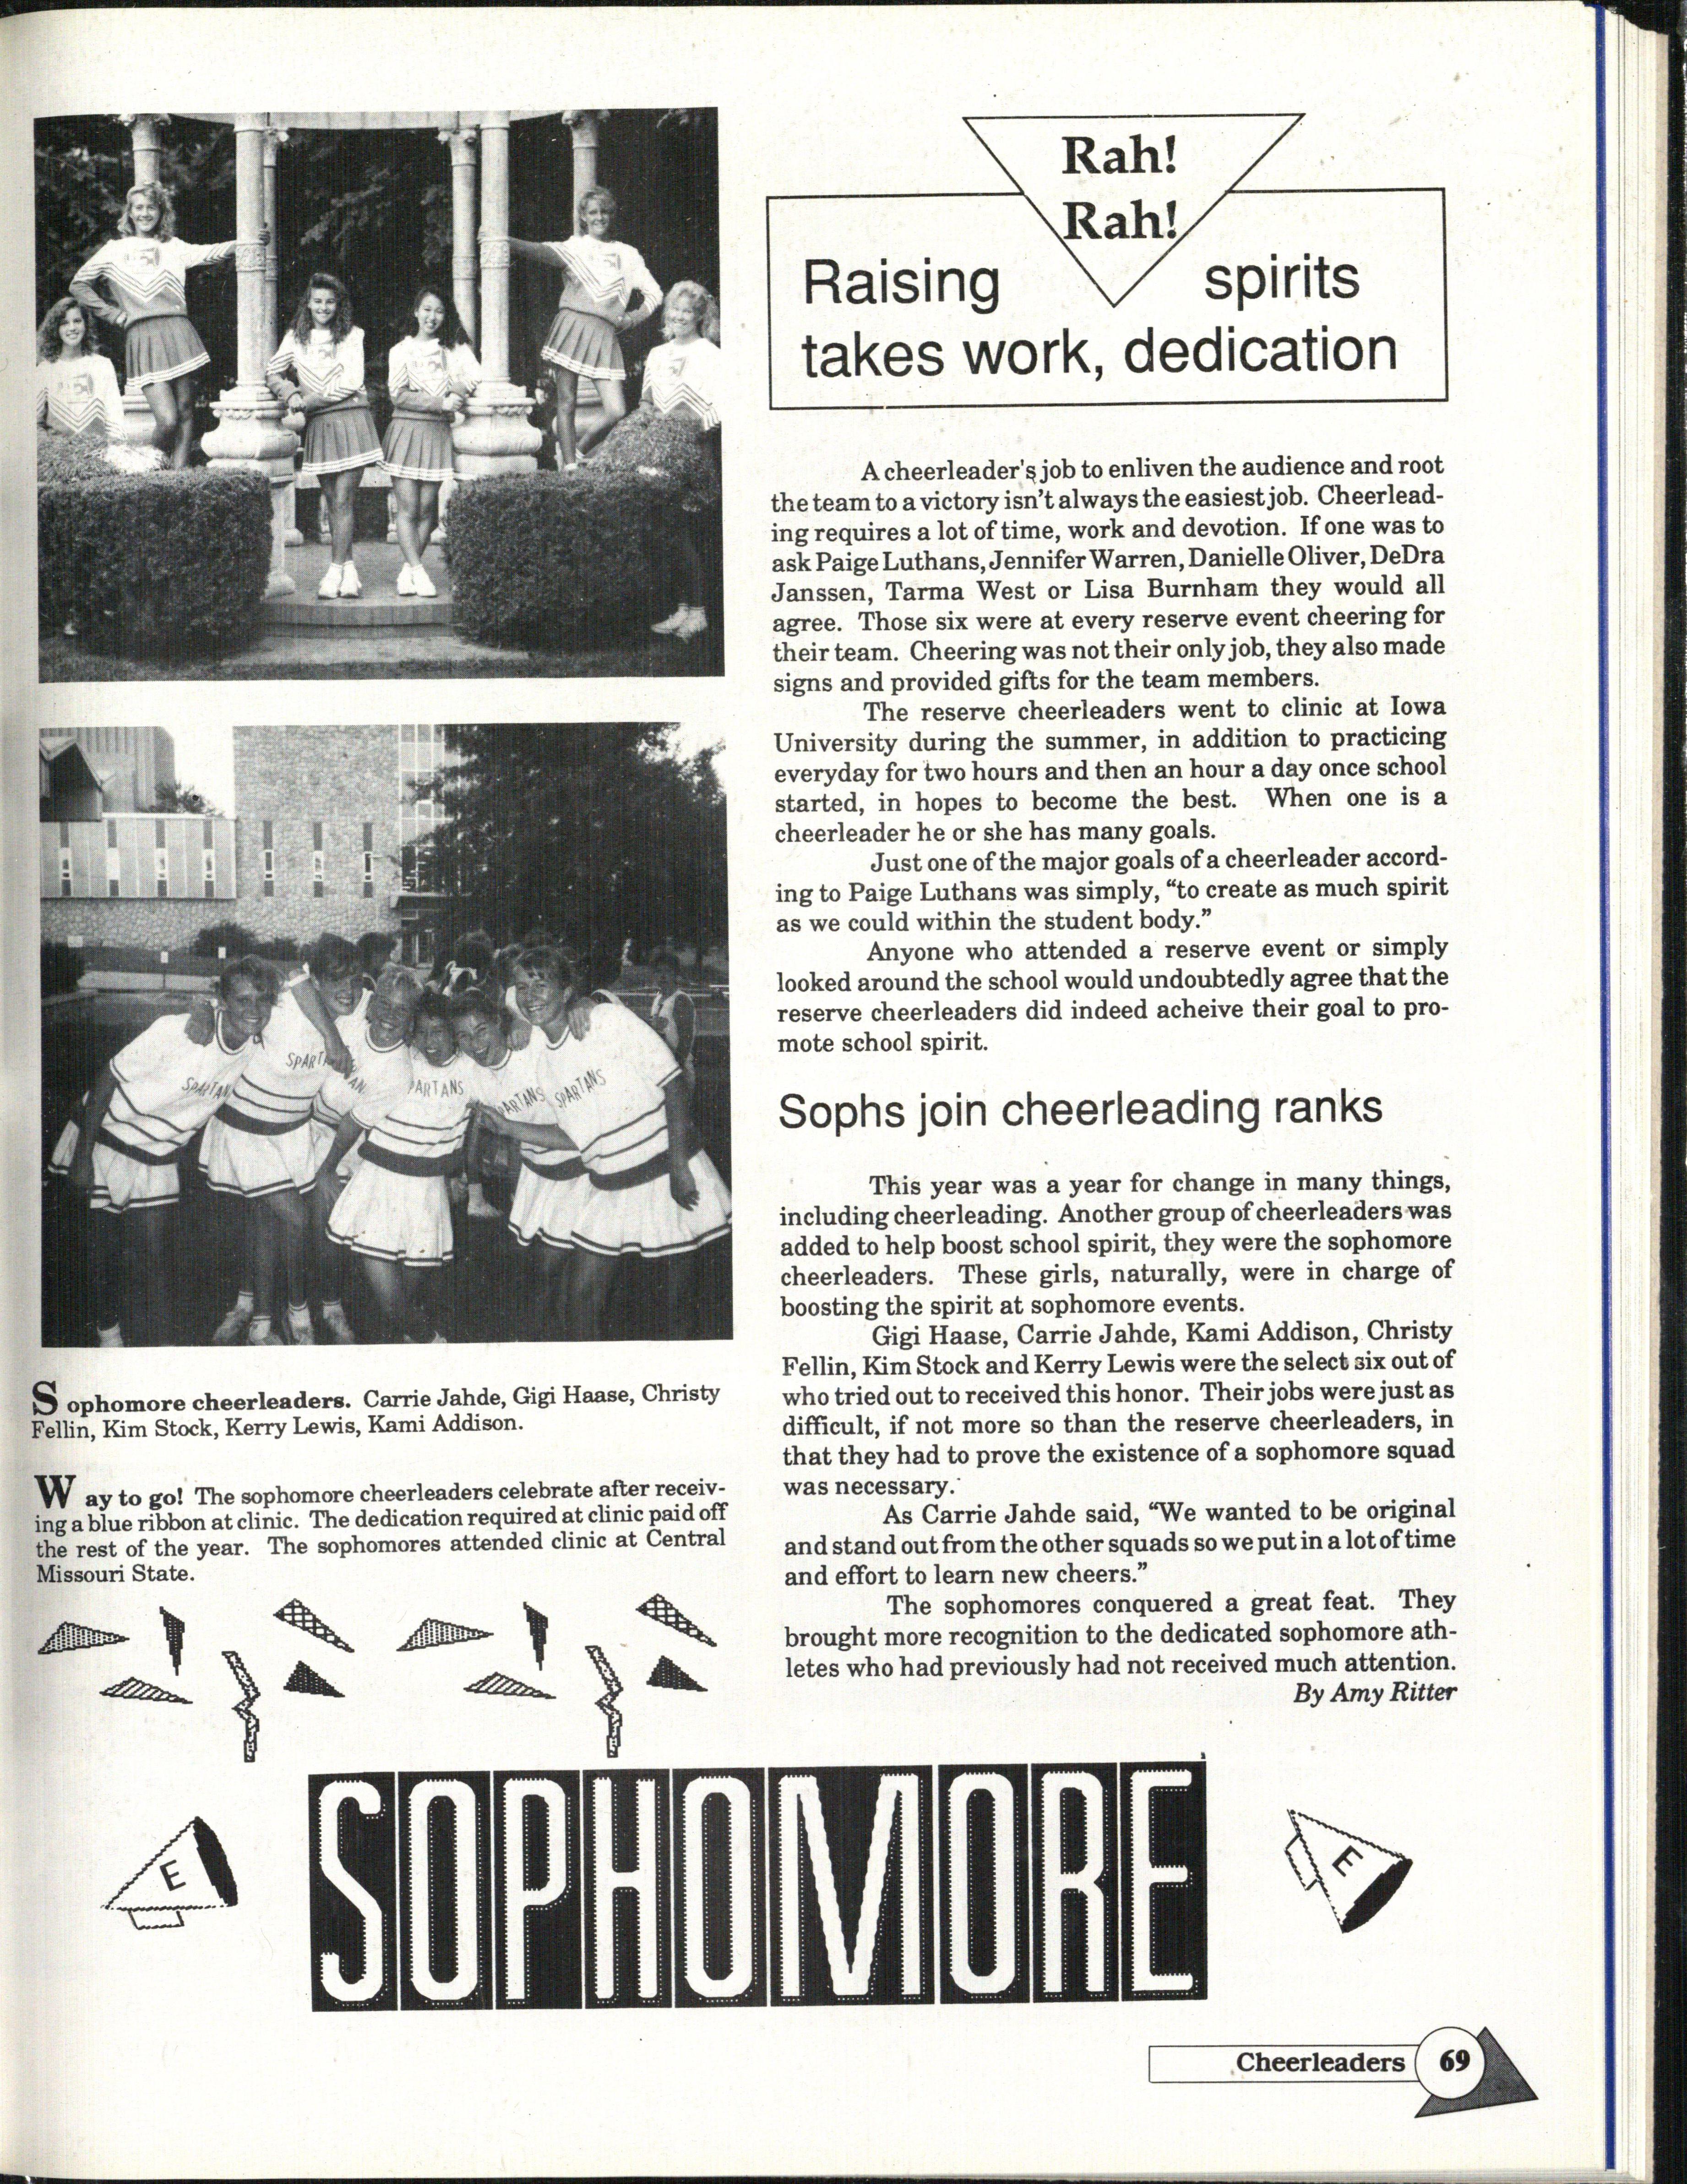 Rah!
Rah!
Raising spirits
takes work, dedication
A cheerleader's job to enliven the audience and root
the team to a victory isn't always the easiest job. Cheerlead-
ing requires a lot of time, work and devotion. If one was to
ask Paige Luthans, Jennifer Warren, Danielle Oliver, DeDra
Janssen, Tarma West or Lisa Burnham they would all
agree. Those six were at every reserve event cheering for
their team. Cheering was not their only job, they also made
signs and provided gifts for the team members.
The reserve cheerleaders went to clinic at Iowa
University during the summer, in addition to practicing
everyday for two hours and then an hour a day once school
started, in hopes to become the best. When one is a
cheerleader he or she has many goals.
Just one of the major goals of a cheerleader accord-
ing to Paige Luthans was simply, “to create as much spirit
as we could within the student body.”
Anyone who attended a reserve event or simply
looked around the school would undoubtedly agree that the
reserve cheerleaders did indeed acheive their goal to pro-
mote school spirit.
Sophs join cheerleading ranks
This year was a year for change in many things,
including cheerleading. Another group of cheerleaders was
added to help boost school spirit, they were the sophomore
cheerleaders. These girls, naturally, were in charge of
boosting the spirit at sophomore events.
Gigi Haase, Carrie Jahde, Kami Addison, Christy
Fellin, Kim Stock and Kerry Lewis were the select six out of
who tried out to received this honor. Their jobs were just as
difficult, if not more so than the reserve cheerleaders, in
that they had to prove the existence of a sophomore squad
was necessary.
As Carrie Jahde said, “We wanted to be original
and stand out from the other squads so we put in a lot of time
and effort to learn new cheers.”
The sophomores conquered a great feat. They
brought more recognition to the dedicated sophomore ath-
letes who had previously had not received much attention.
By Amy Ritter
SPARTAN
SPARTA
AN
PARTANS
PARTANS
SPARTANS
Sophomore cheerleaders. Carrie Jahde, Gigi Haase, Christy
Fellin, Kim Stock, Kerry Lewis, Kami Addison.
Way to go! The sophomore cheerleaders celebrate after receiv-
ing a blue ribbon at clinic. The dedication required at clinic paid off
the rest of the year. The sophomores attended clinic at Central
Missouri State.
E
SOPHOMORE
E
Cheerleaders 69